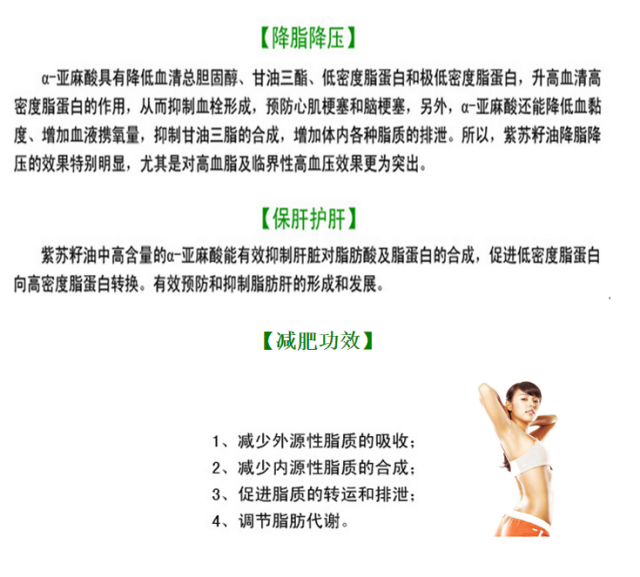 【降脂降压】
α-亚麻酸具有降低血清总胆固醇、甘油三酯、低密度脂蛋白和极低密度脂蛋白，升高血清高
密度脂蛋白的作用，从而抑制血栓形成，预防心肌梗塞和脑梗塞，另外，α-亚麻酸还能降低血黏
度、增加血液携氧量，抑制甘油三脂的合成，增加体内各种脂质的排泄。所以，紫苏籽油降脂降
压的效果特别明显，尤其是对高血脂及临界性高血压效果更为突出。
【保肝护肝】
紫苏籽油中高含量的α-亚麻酸能有效抑制肝脏对脂肪酸及脂蛋白的合成，促进低密度脂蛋白
向高密度脂蛋白转换。有效预防和抑制脂肪肝的形成和发展。
【减肥功效】
1、减少外源性脂质的吸收；
2、减少内源性脂质的合成；
3、促进脂质的转运和排泄；
4、调节脂肪代谢。